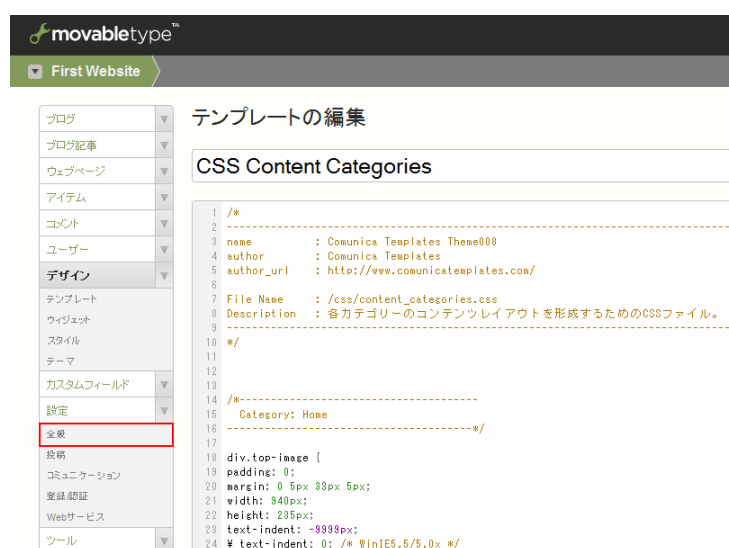 movabletype™
First Website
ブログ
ブログ記事
ウェブページ
アイテム
コメント
ユーザー
デザイン
テンプレート
ウィジェット
スタイル
テーマ
カスタムフィールド
設定
全般
投稿
コミュニケーション
登録/認証
Webサービス
ツール
テンプレートの編集
CSS Content Categories
1 /*
2 --------------------------------------------------------------------------------
3 name : Comunica Templates Theme008
4 author : Comunica Templates
5 author_url : http://www.comunicatemplates.com/
6
7 File Name : /css/content_categories.css
8 Description : 各カテゴリーのコンテンツレイアウトを形成するためのCSSファイル。
9 --------------------------------------------------------------------------------
10 */
11
12
13
14 /*--------------------------------------
15 Category: Home
16 ---------------------------------------*/
17
18 div.top-image {
19 padding: 0;
20 margin: 0 5px 33px 5px;
21 width: 940px;
22 height: 235px;
23 text-indent: -9999px;
24 ¥ text-indent: 0; /* WinIE5.5/5.0x */